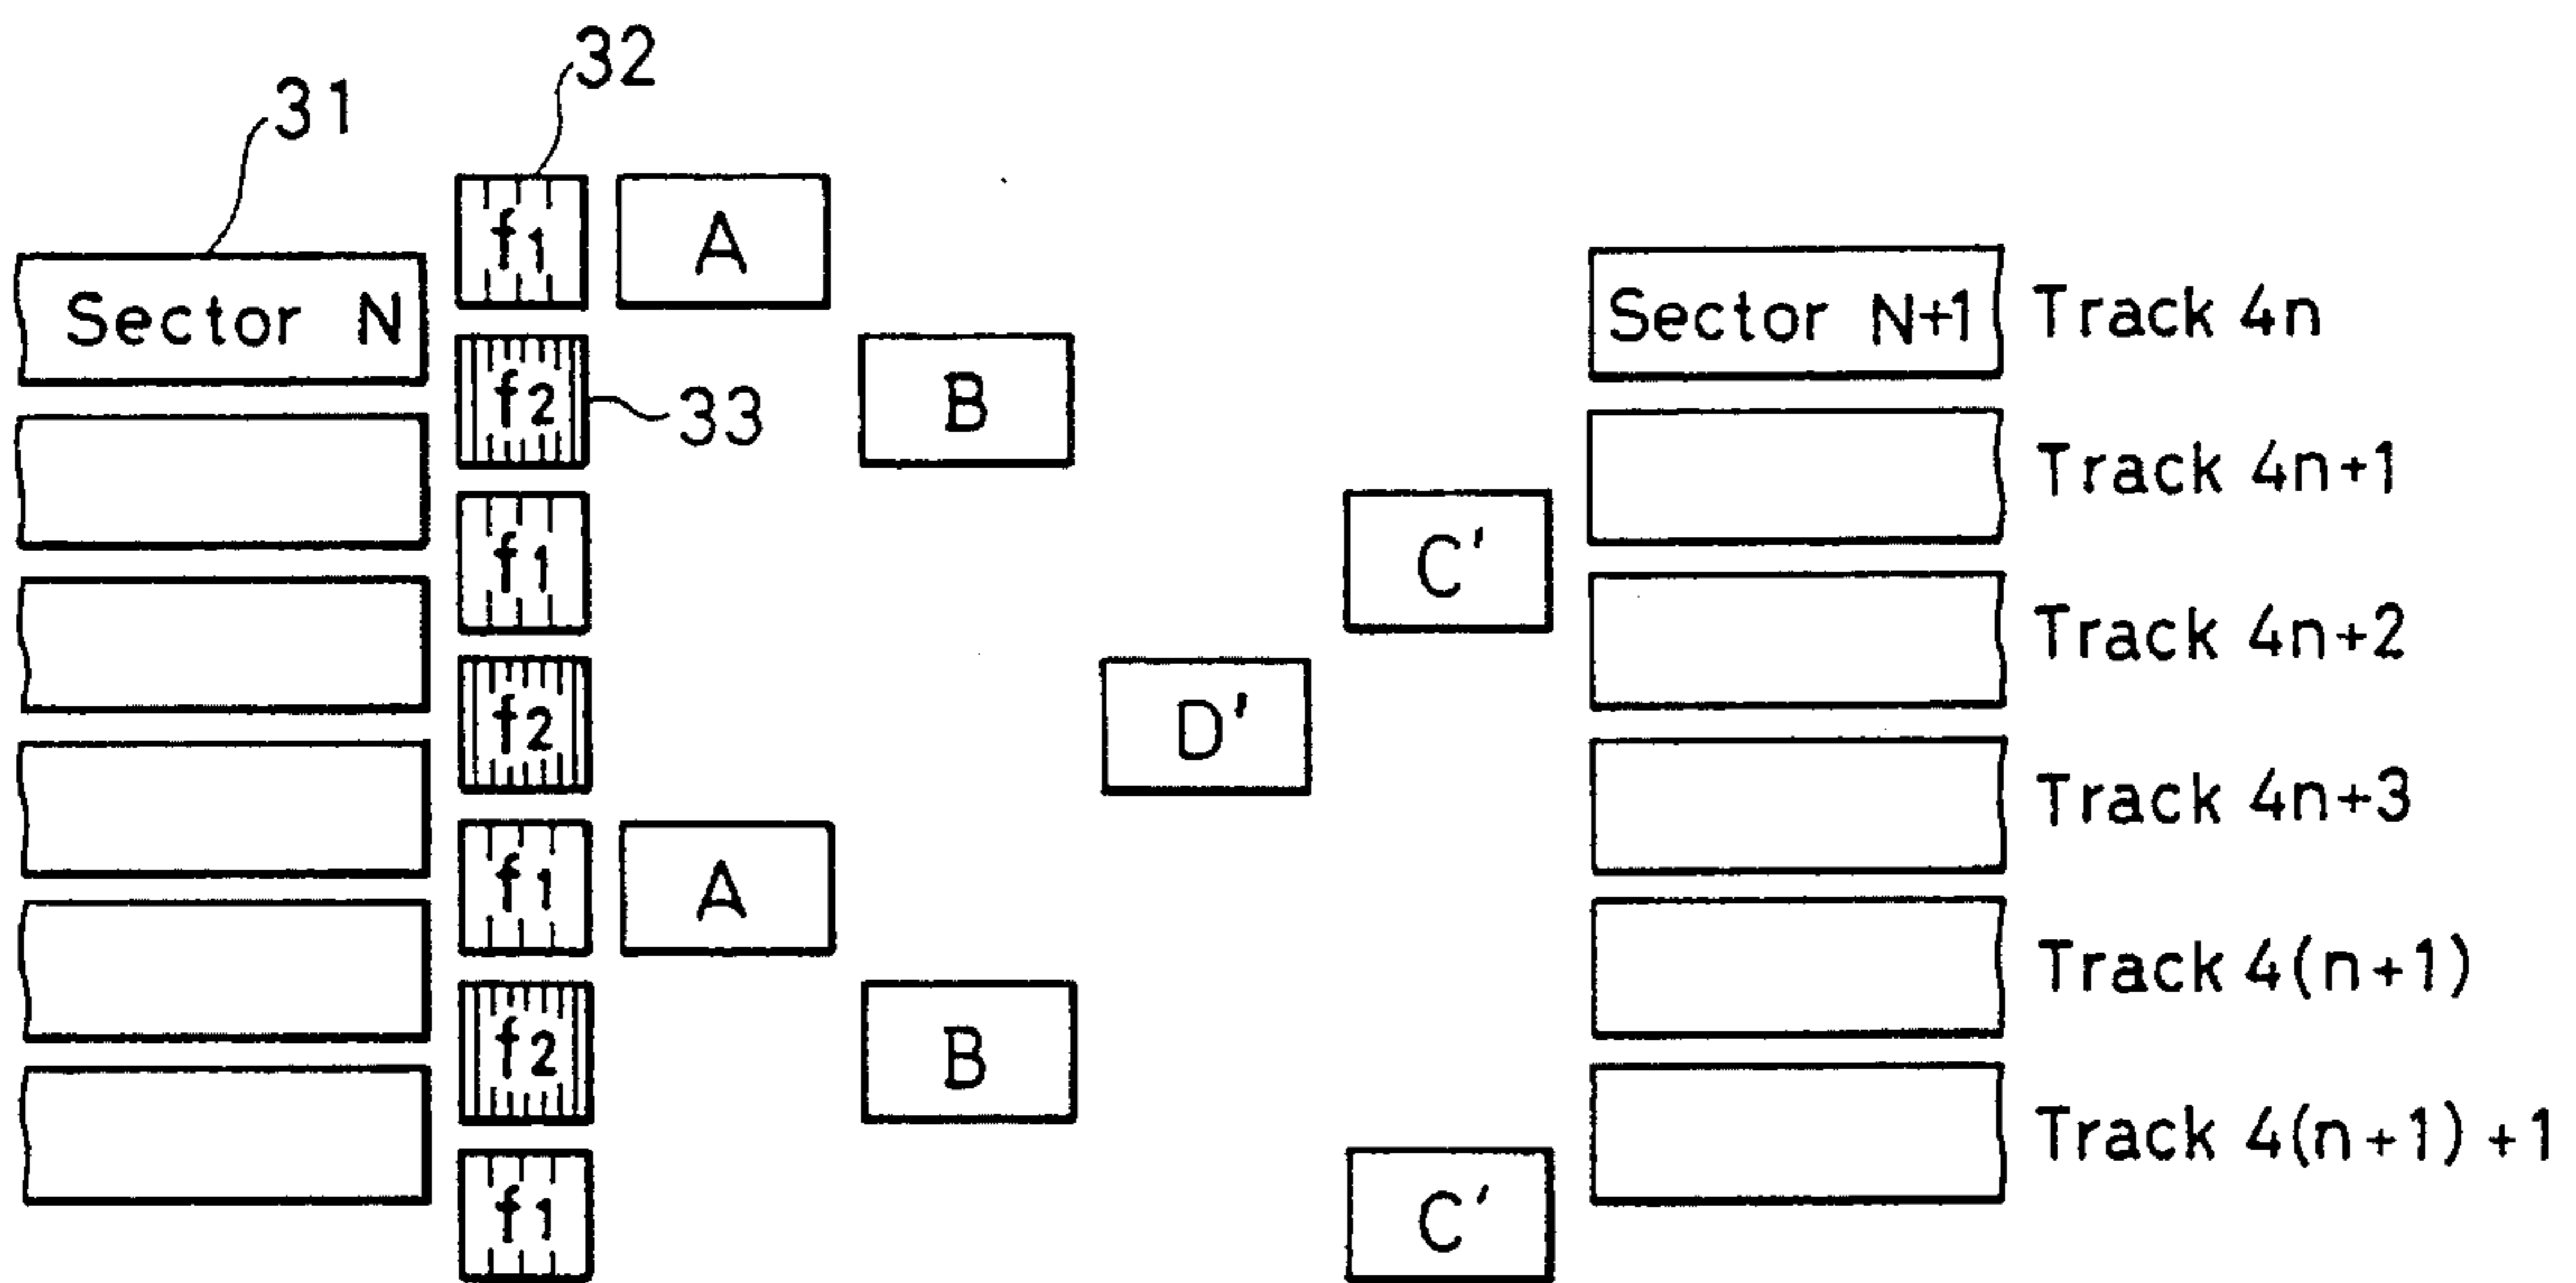 32
31
f1 A
Sector N Sector N+1 Track 4n
f2 33 B
Track 4n+1
f1 C'
Track 4n+2
f2 D'
Track 4n+3
f1 A
Track 4(n+1)
f2 B
Track 4(n+1)+1
f1 C'